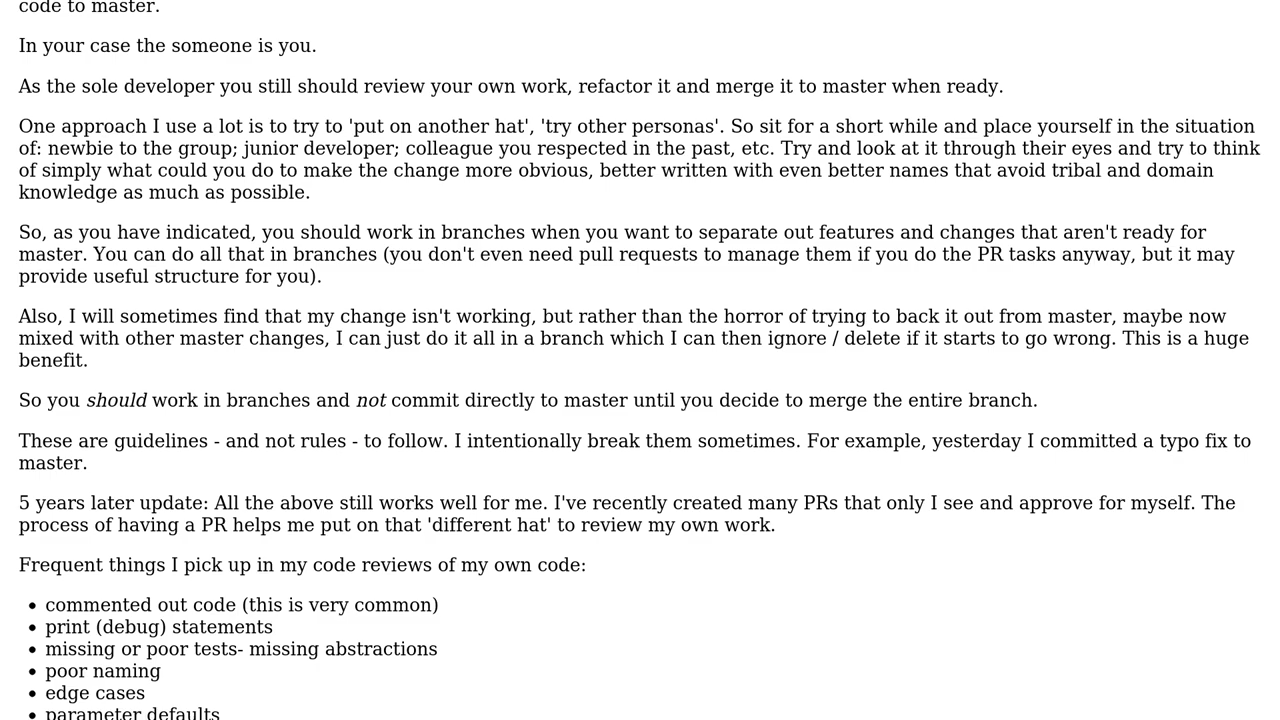 code to master.
In your case the someone is you.
As the sole developer you still should review your own work, refactor it and merge it to master when ready.
One approach I use a lot is to try to 'put on another hat', 'try other personas'. So sit for a short while and place yourself in the situation
of: newbie to the group; junior developer; colleague you respected in the past, etc. Try and look at it through their eyes and try to think
of simply what could you do to make the change more obvious, better written with even better names that avoid tribal and domain
knowledge as much as possible.
So, as you have indicated, you should work in branches when you want to separate out features and changes that aren't ready for
master. You can do all that in branches (you don't even need pull requests to manage them if you do the PR tasks anyway, but it may
provide useful structure for you).
Also, I will sometimes find that my change isn't working, but rather than the horror of trying to back it out from master, maybe now
mixed with other master changes, I can just do it all in a branch which I can then ignore / delete if it starts to go wrong. This is a huge
benefit.
So you should work in branches and not commit directly to master until you decide to merge the entire branch.
These are guidelines - and not rules - to follow. I intentionally break them sometimes. For example, yesterday I committed a typo fix to
master.
5 years later update: All the above still works well for me. I've recently created many PRs that only I see and approve for myself. The
process of having a PR helps me put on that 'different hat' to review my own work.
Frequent things I pick up in my code reviews of my own code:
• commented out code (this is very common)
• print (debug) statements
• missing or poor tests- missing abstractions
• poor naming
• edge cases
• parameter defaults